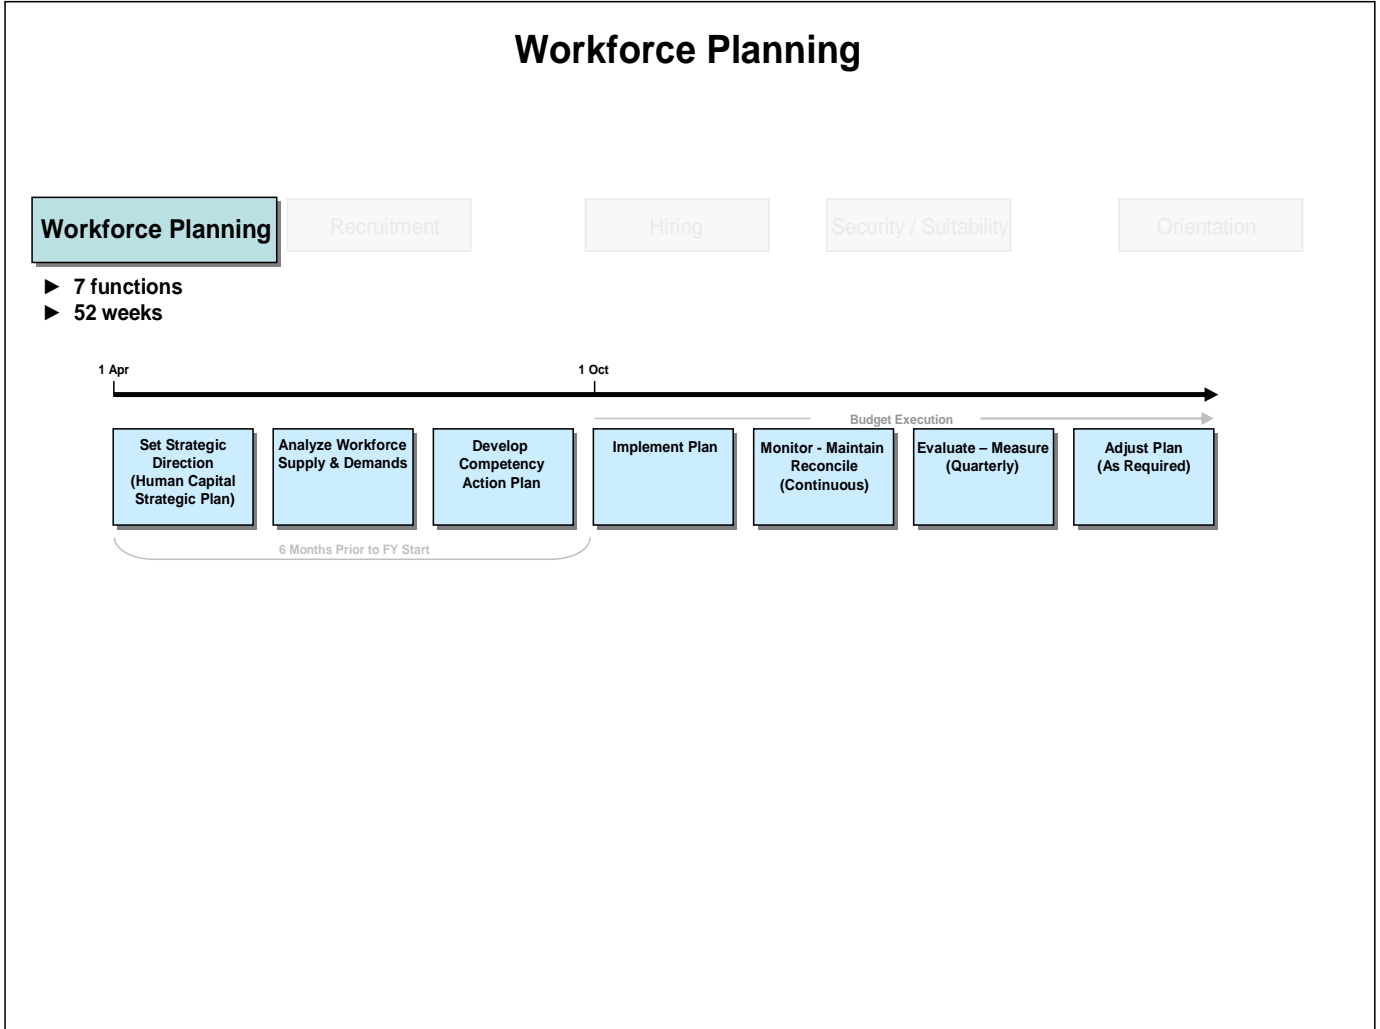 Workforce Planning
Workforce Planning
Recruitment
Hiring
Security / Suitability
Orientation
► 7 functions
► 52 weeks
1 Apr
1 Oct
Budget Execution
Set Strategic
Direction
(Human Capital
Strategic Plan)
Analyze Workforce
Supply & Demands
Develop
Competency
Action Plan
Implement Plan
Monitor - Maintain
Reconcile
(Continuous)
Evaluate – Measure
(Quarterly)
Adjust Plan
(As Required)
6 Months Prior to FY Start